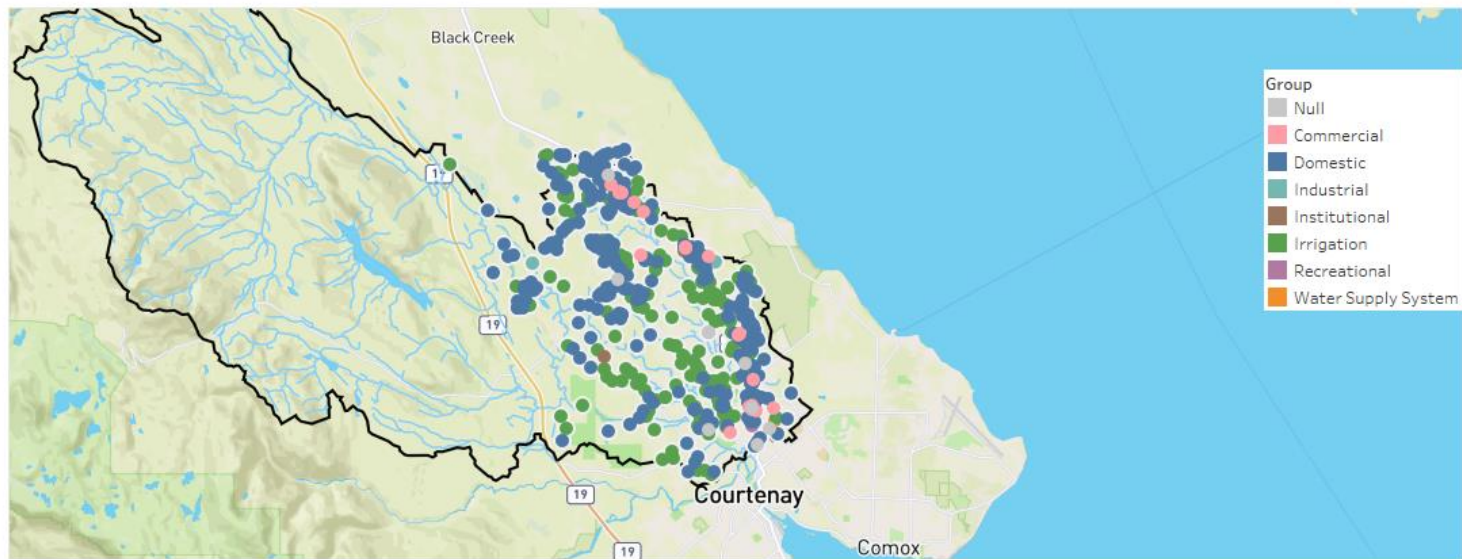 Black Creek
Group
Null
Commercial
Domestic
Industrial
Institutional
Irrigation
Recreational
Water Supply System
19
19
19
Courtenay
Comox